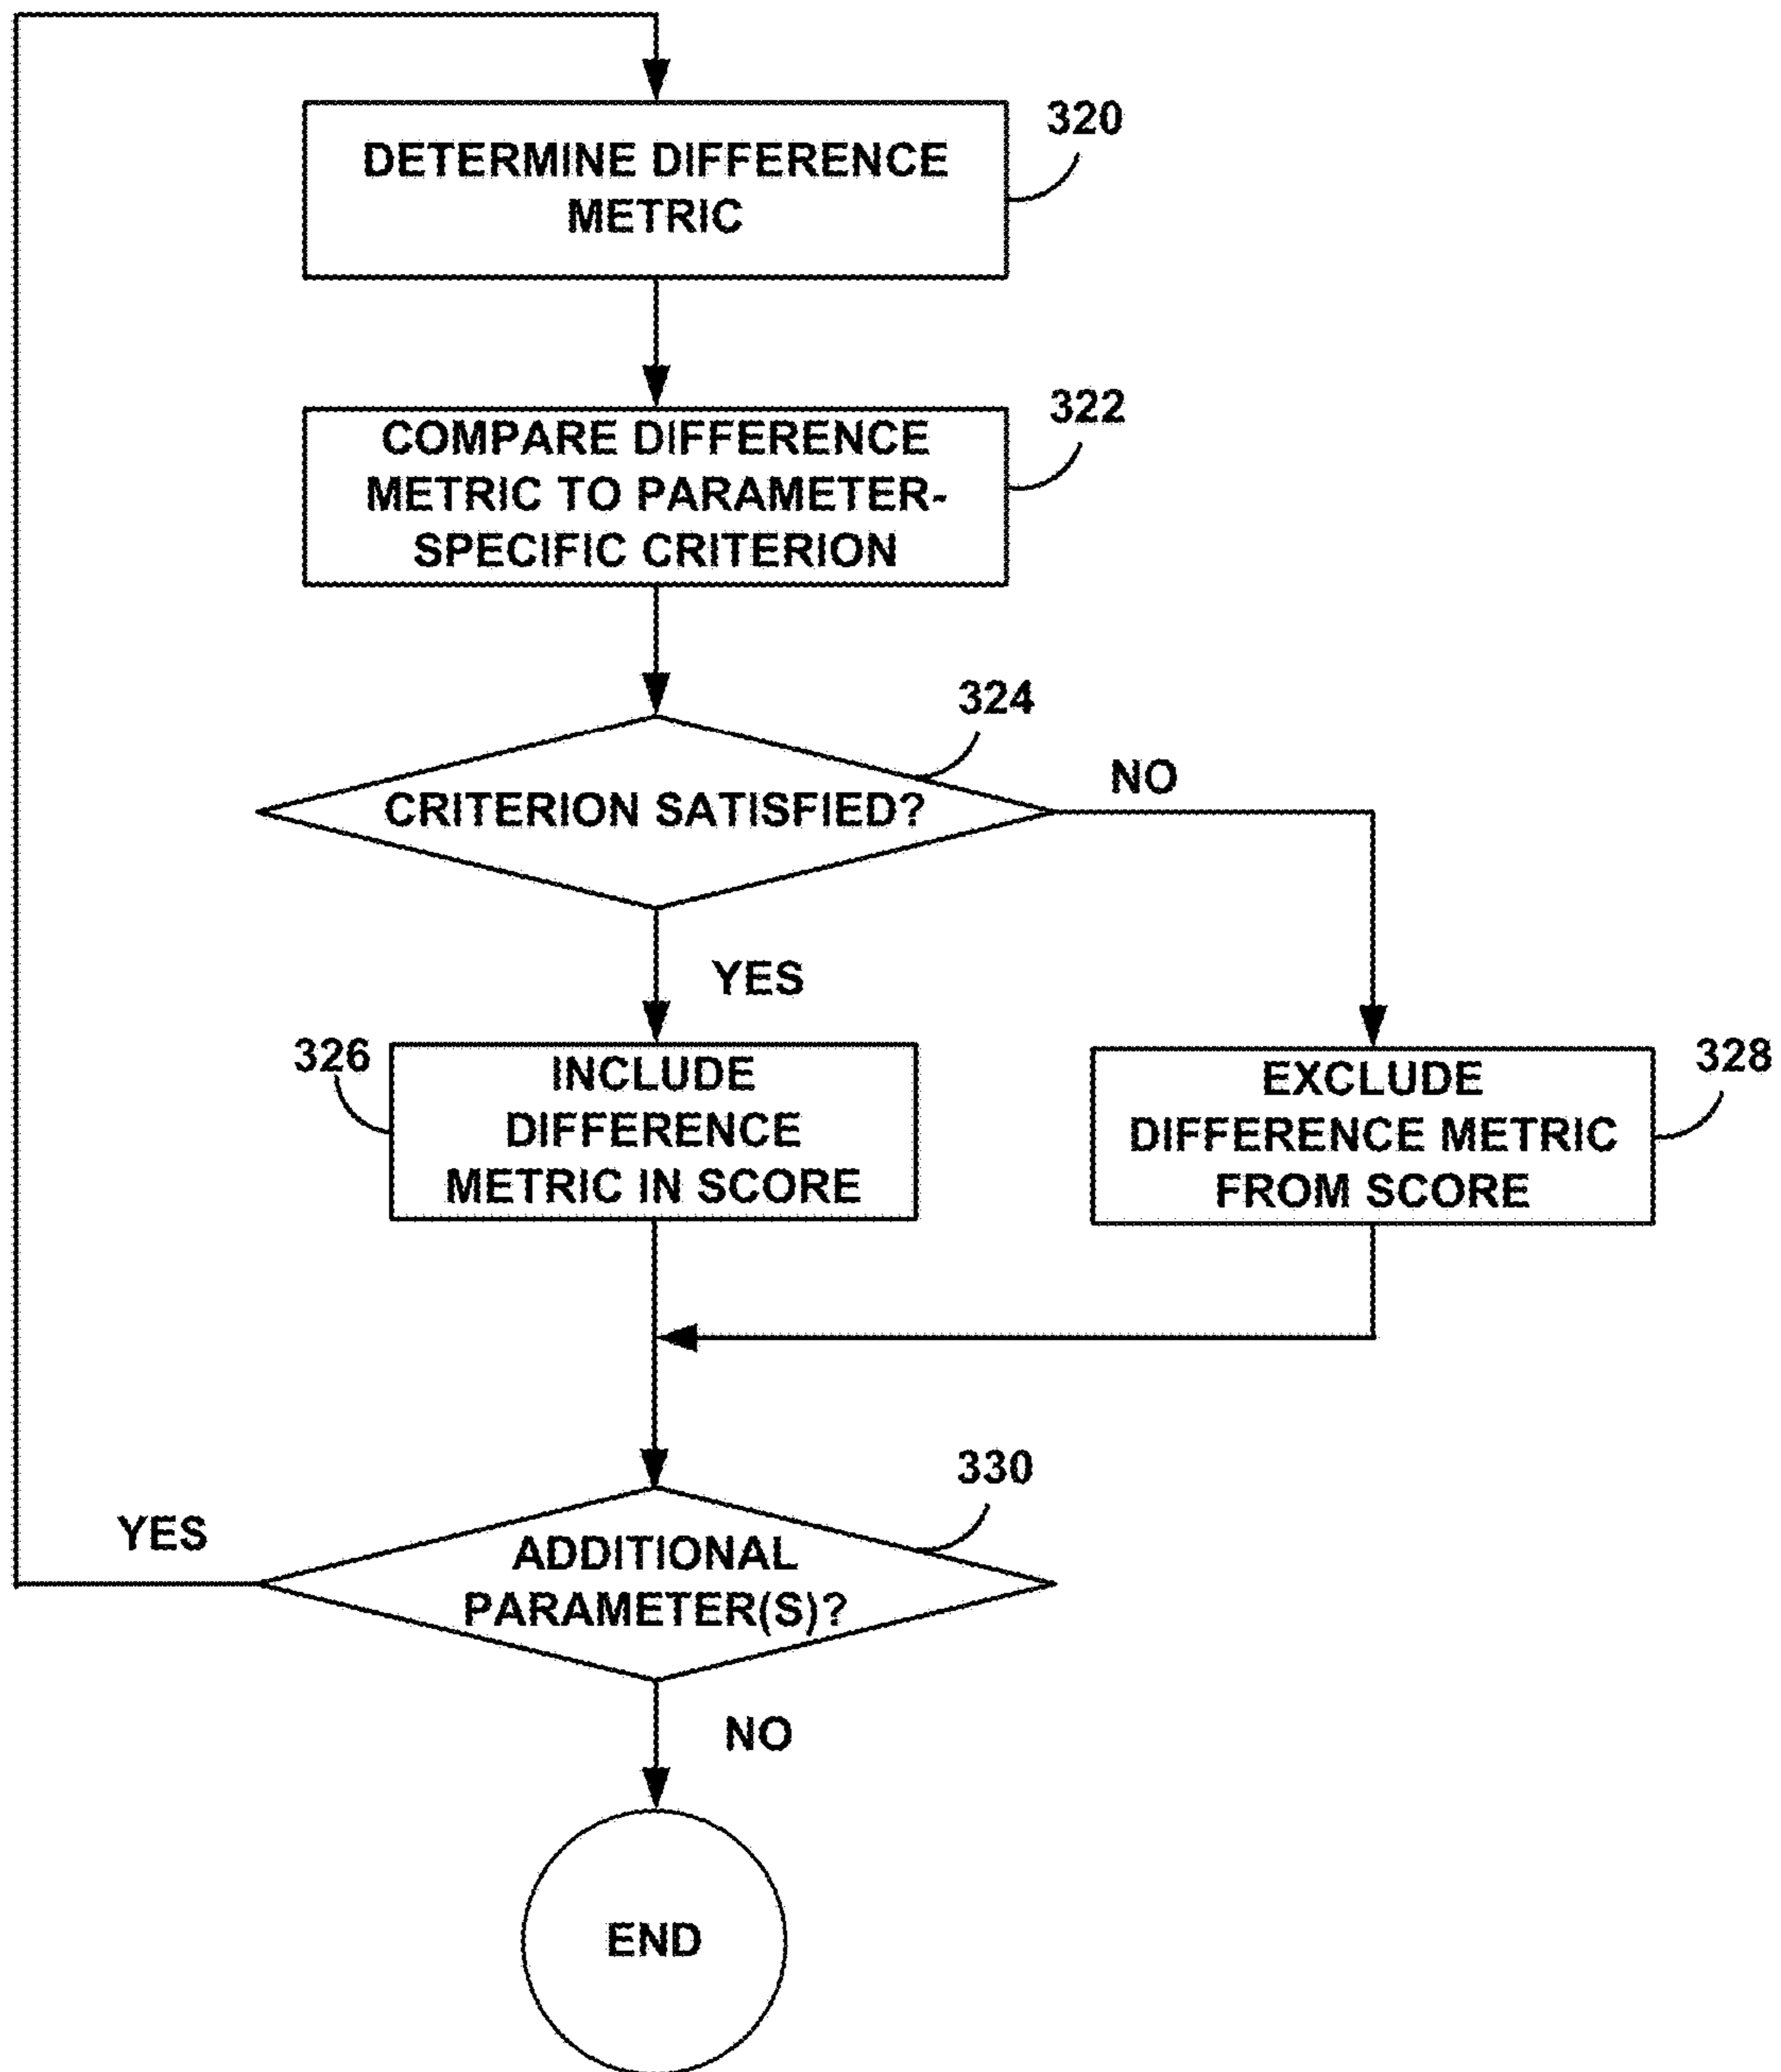 320
DETERMINE DIFFERENCE
METRIC
322
COMPARE DIFFERENCE
METRIC TO PARAMETER-
SPECIFIC CRITERION
324
CRITERION SATISFIED?
NO
YES
326
INCLUDE
DIFFERENCE
METRIC IN SCORE
EXCLUDE
DIFFERENCE METRIC
FROM SCORE
328
330
YES
ADDITIONAL
PARAMETER(S)?
NO
END